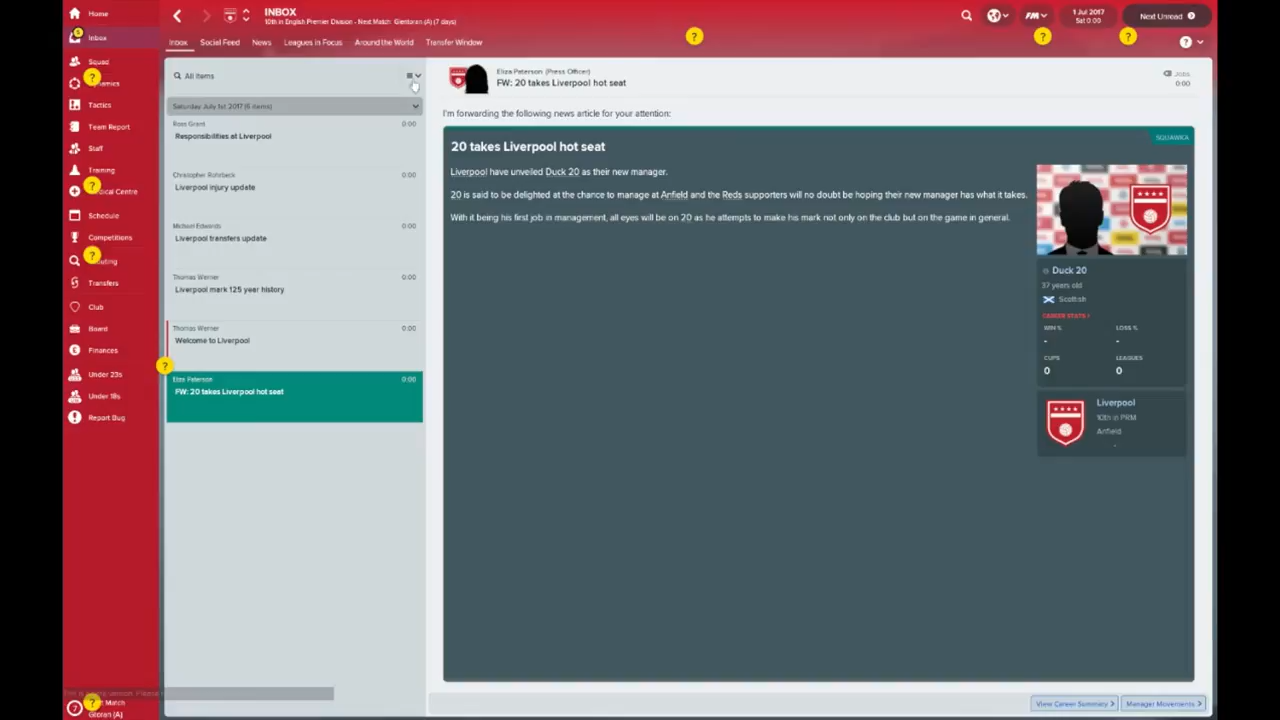 Home
INBOX
10th in English Premier Division - Next Match: Glentoran (A) (7 days)
FM
1 Jul 2017
Sat 0:00
Next Unread
5
Inbox
Inbox
Social Feed
News
Leagues in Focus
Around the World
Transfer Window
Squad
Tactics
Team Report
Staff
Training
Schedule
Competitions
Transfers
Club
Board
Finances
Under 23s
Under 18s
Report Bug
All Items
Saturday July 1st 2017 (6 items)
Ross Grant 0:00
Responsibilities at Liverpool
Christopher Rohrbeck 0:00
Liverpool injury update
Michael Edwards 0:00
Liverpool transfers update
Thomas Werner 0:00
Liverpool mark 125 year history
Thomas Werner 0:00
Welcome to Liverpool
Eliza Paterson 0:00
FW: 20 takes Liverpool hot seat
Eliza Paterson (Press Officer)
FW: 20 takes Liverpool hot seat
JOBS
0:00
I'm forwarding the following news article for your attention:
SQUAWKA
20 takes Liverpool hot seat
Liverpool have unveiled Duck 20 as their new manager.
20 is said to be delighted at the chance to manage at Anfield and the Reds supporters will no doubt be hoping their new manager has what it takes.
With it being his first job in management, all eyes will be on 20 as he attempts to make his mark not only on the club but on the game in general.
Duck 20
37 years old
Scottish
CAREER STATS
WIN % LOSS %
- -
CUPS LEAGUES
0 0
Liverpool
10th in PRM
Anfield
-
View Career Summary
Manager Movements